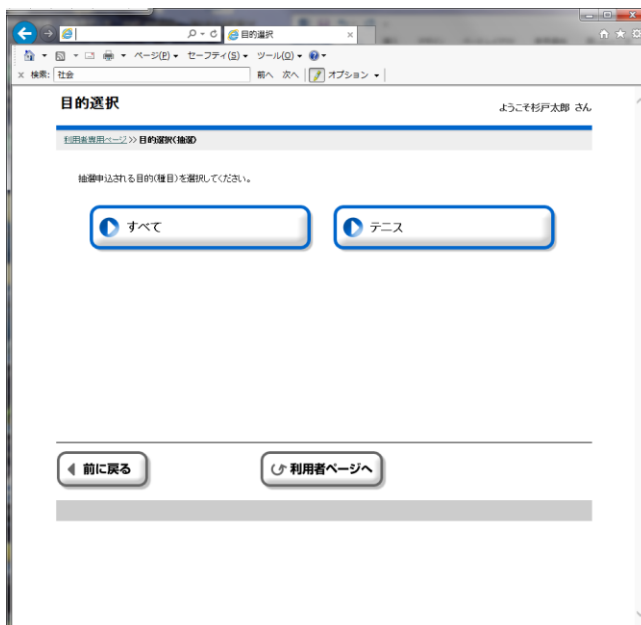 目的選択 ×
ページ(P) セーフティ(S) ツール(O)
× 検索: 社会 前へ 次へ オプション
目的選択
ようこそ杉戸太郎 さん
利用者専用ページ>>目的選択(抽選)
抽選申込される目的(種目)を選択してください。
すべて
テニス
前に戻る
利用者ページへ